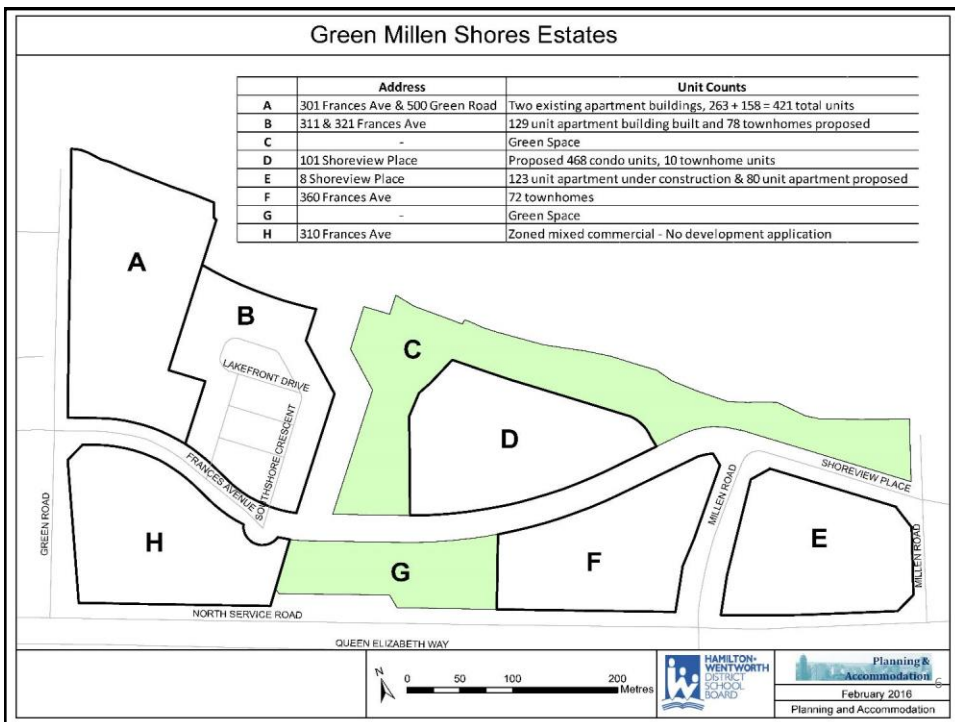 Green Millen Shores Estates
Address Unit Counts
A 301 Frances Ave & 500 Green Road Two existing apartment buildings, 263 + 158 = 421 total units
B 311 & 321 Frances Ave 129 unit apartment building built and 78 townhomes proposed
C - Green Space
D 101 Shoreview Place Proposed 468 condo units, 10 townhome units
E 8 Shoreview Place 123 unit apartment under construction & 80 unit apartment proposed
F 360 Frances Ave 72 townhomes
G - Green Space
H 310 Frances Ave Zoned mixed commercial - No development application
A
B
C
LAKEFRONT DRIVE
SOUTHSHORE CRESCENT
D
FRANCES AVENUE
SHOREVIEW PLACE
MILLEN ROAD
GREEN ROAD
H
G
F
E
MILLEN ROAD
NORTH SERVICE ROAD
QUEEN ELIZABETH WAY
N
0 50 100 200
Metres
HAMILTON-
WENTWORTH
DISTRICT
SCHOOL
BOARD
Planning &
Accommodation
6
February 2016
Planning and Accommodation